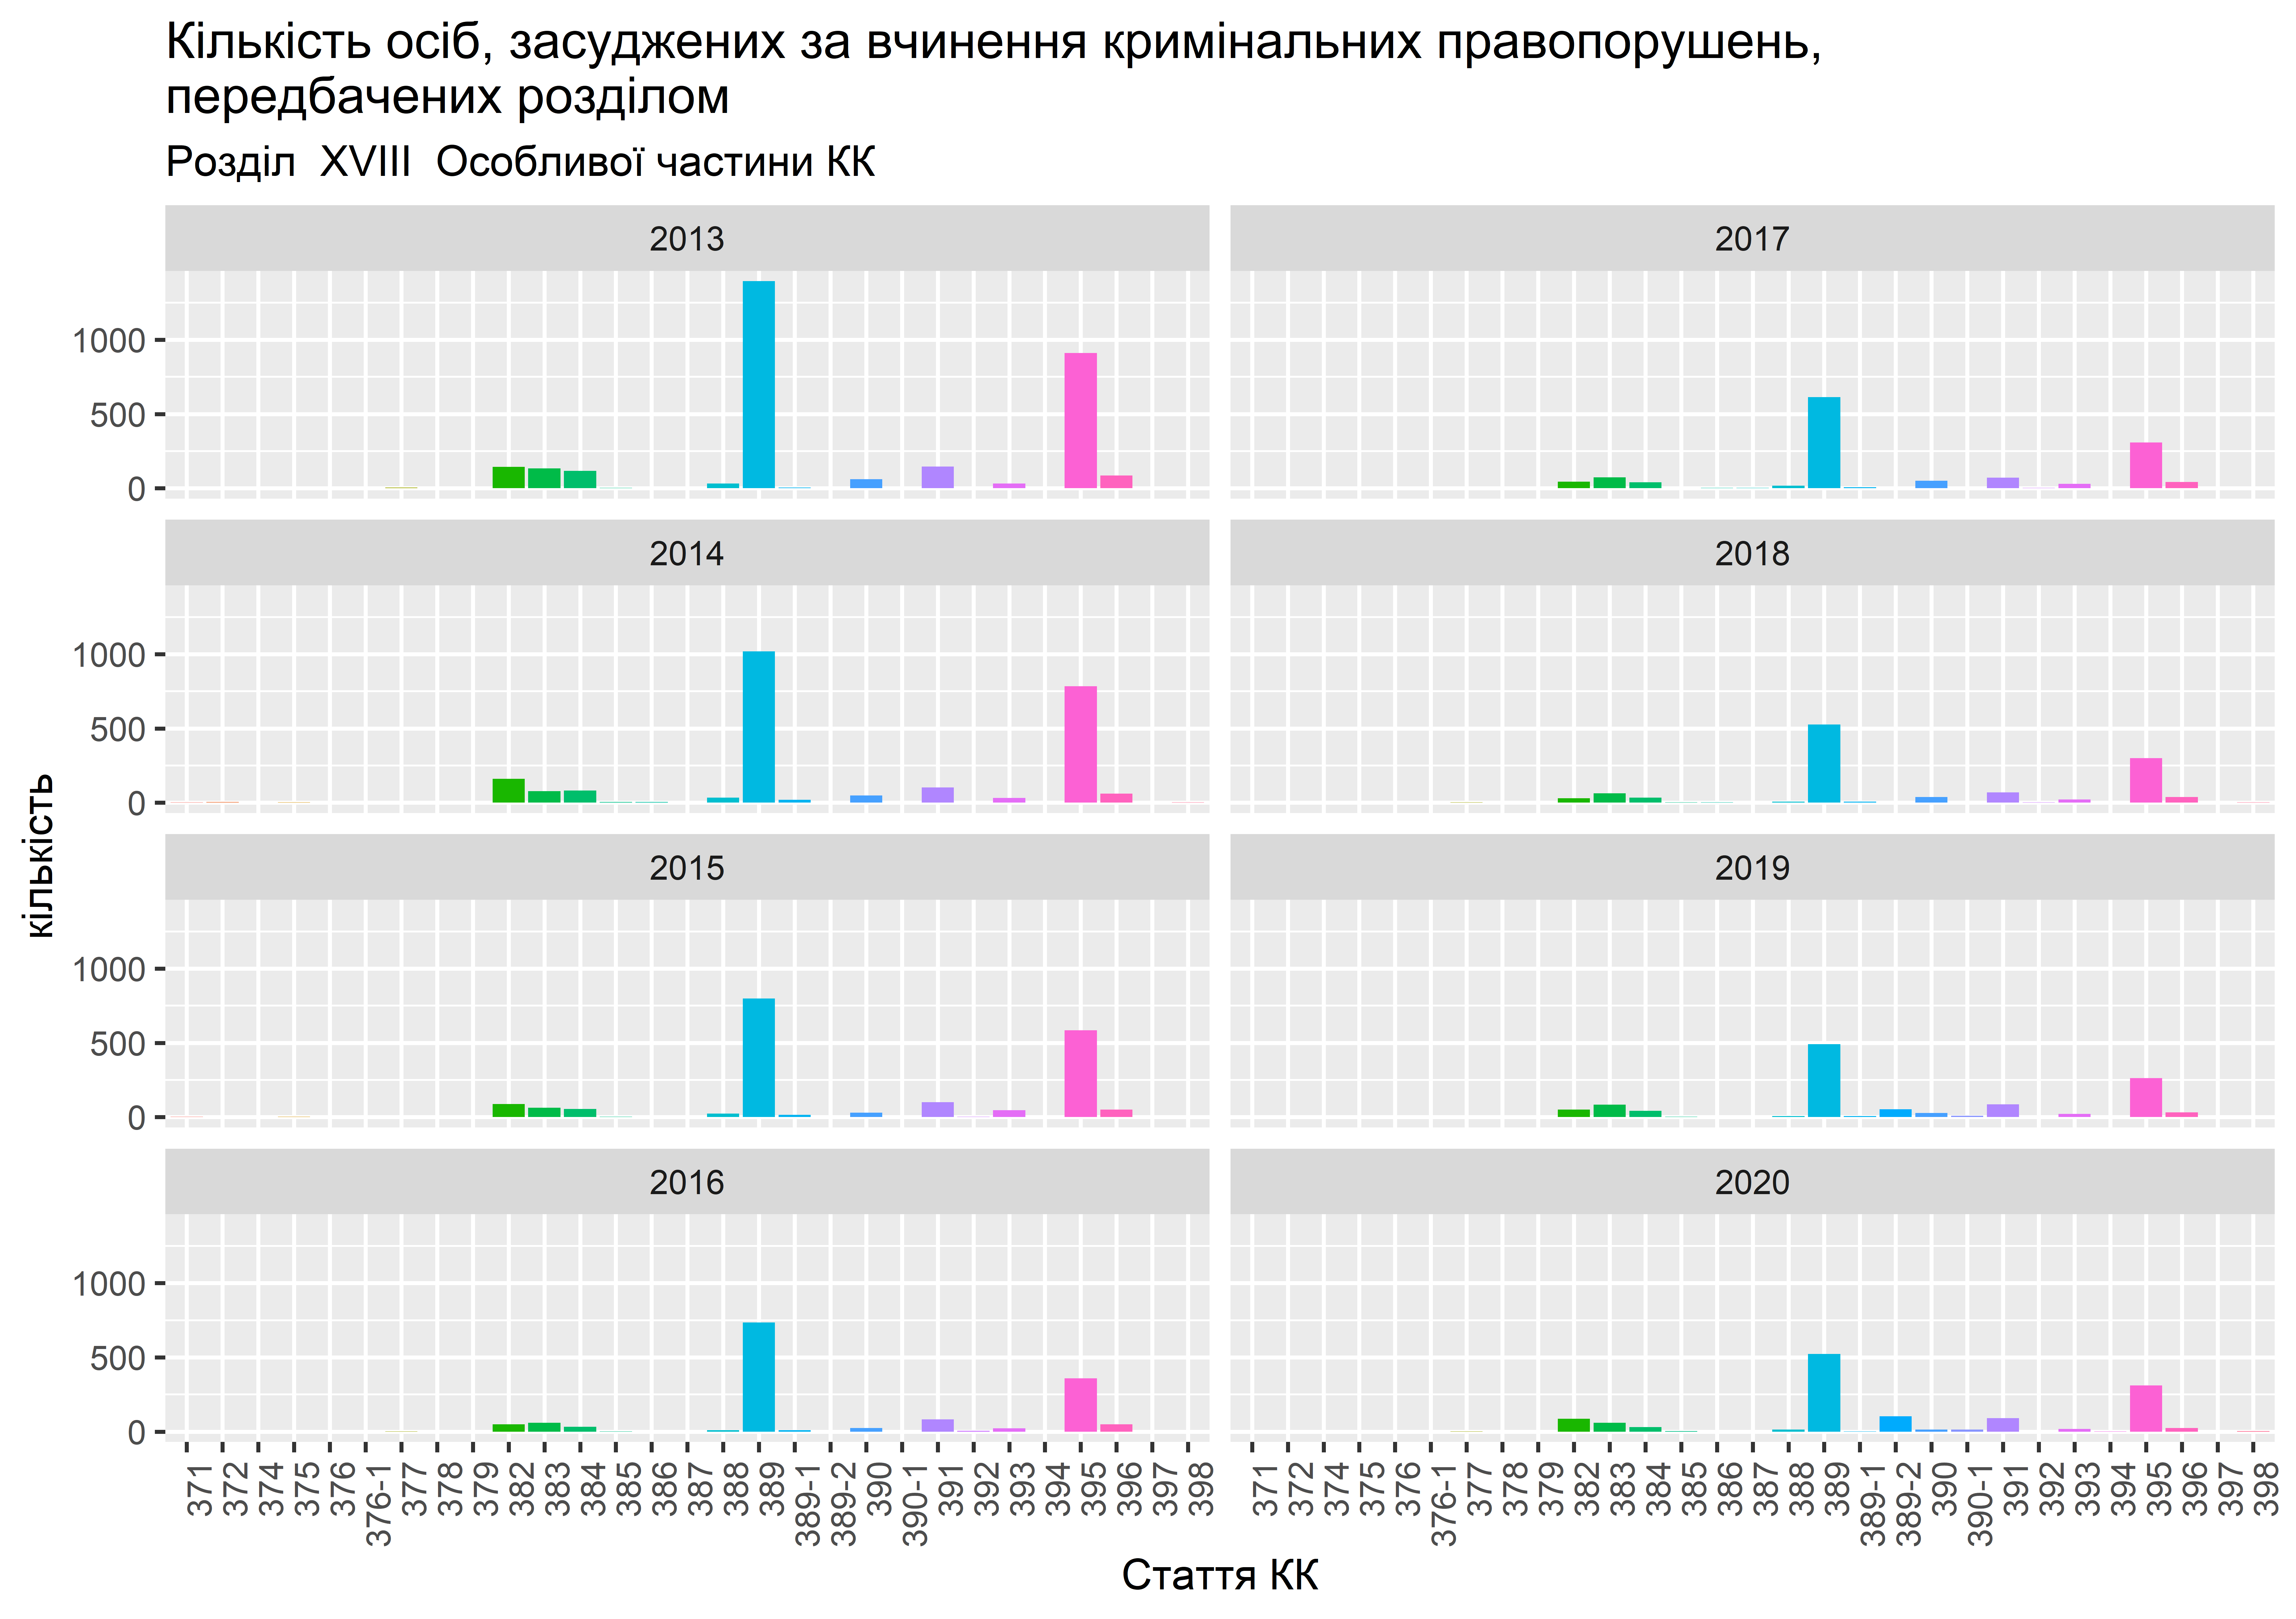 Кількість осіб, засуджених за вчинення кримінальних правопорушень,
передбачених розділом
Розділ XVIII Особливої частини КК
2013
2017
1000
500
0
2014
2018
1000
500
0
2015
2019
1000
500
0
2016
2020
1000
500
0
кількість
371 372 374 375 376 376-1 377 378 379 382 383 384 385 386 387 388 389 389-1 389-2 390 390-1 391 392 393 394 395 396 397 398
371 372 374 375 376 376-1 377 378 379 382 383 384 385 386 387 388 389 389-1 389-2 390 390-1 391 392 393 394 395 396 397 398
Стаття КК